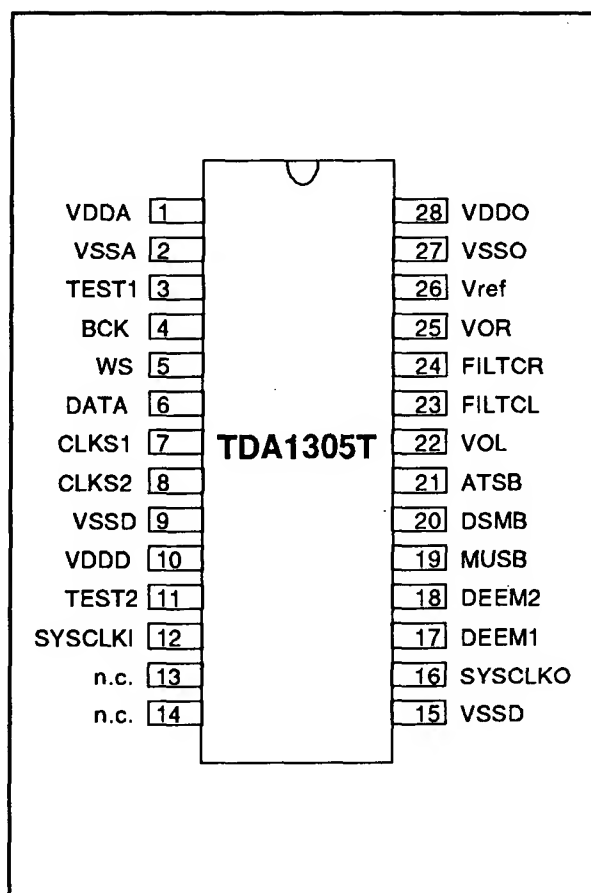 VDDA 1 28 VDDO
VSSA 2 27 VSSO
TEST1 3 26 Vref
BCK 4 25 VOR
WS 5 24 FILTCR
DATA 6 23 FILTCL
CLKS1 7 TDA1305T 22 VOL
CLKS2 8 21 ATSB
VSSD 9 20 DSMB
VDDD 10 19 MUSB
TEST2 11 18 DEEM2
SYSCLKI 12 17 DEEM1
n.c. 13 16 SYSCLKO
n.c. 14 15 VSSD